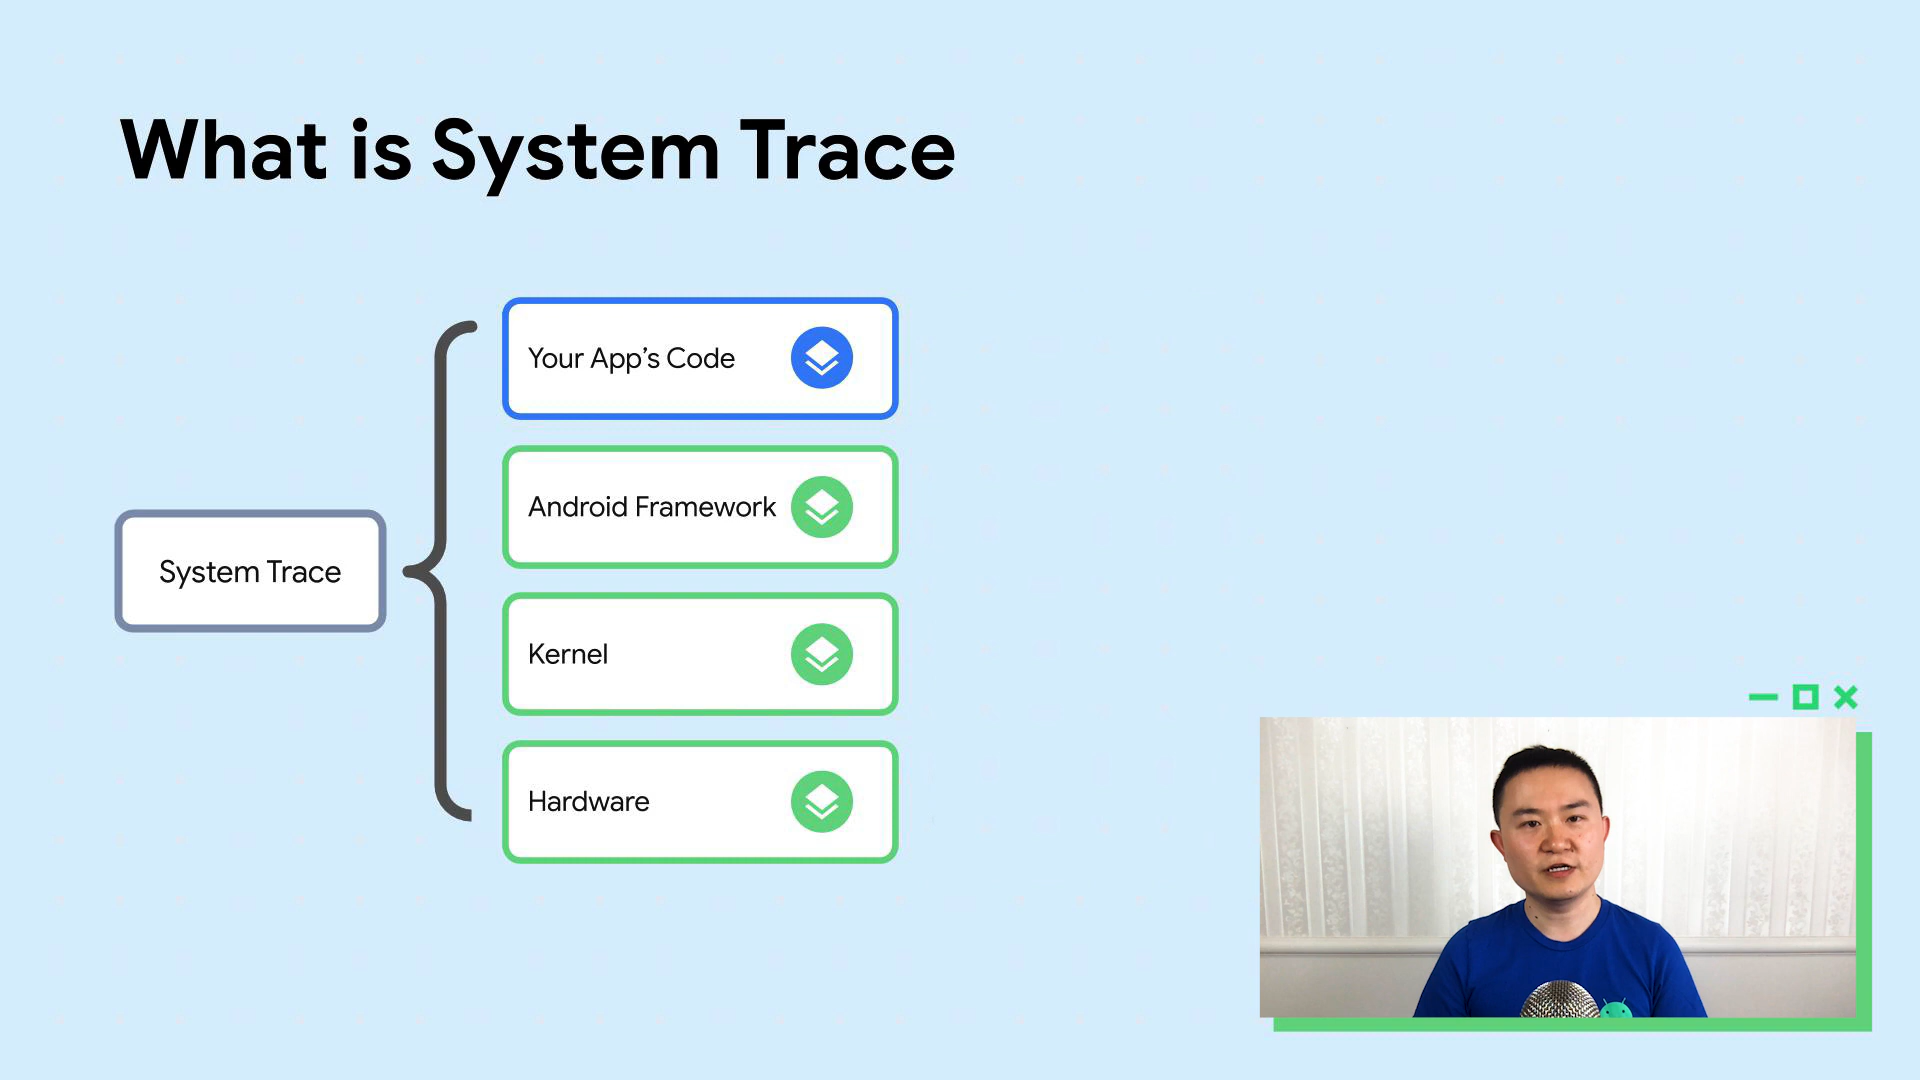 What is System Trace
Your App’s Code
Android Framework
System Trace
Kernel
Hardware